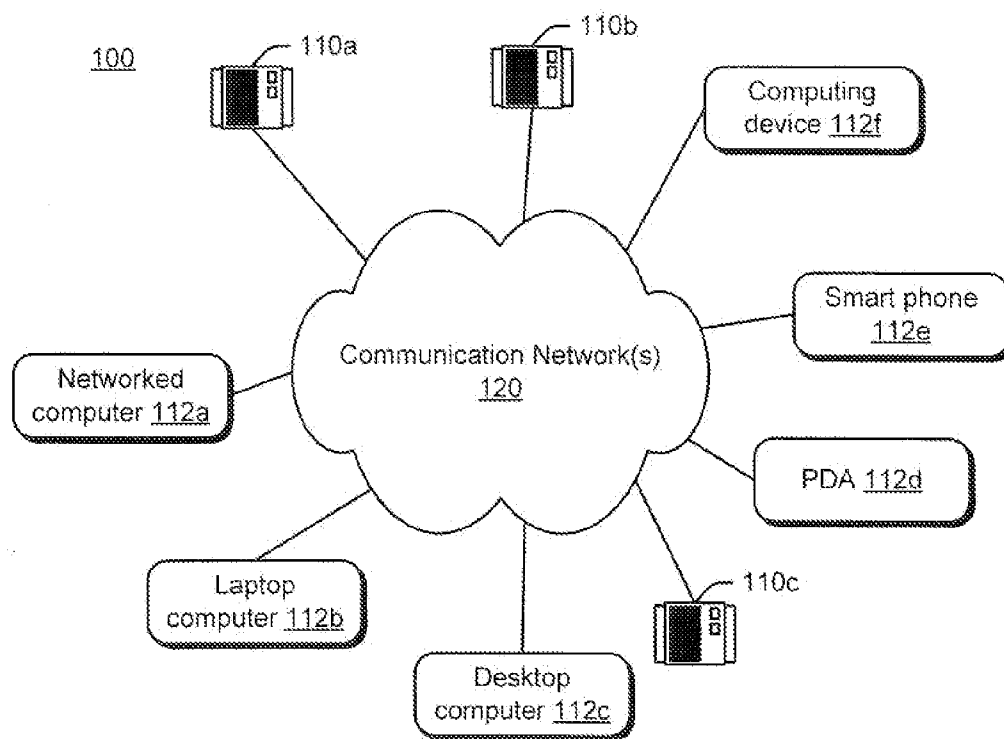 100
110a
110b
Computing
device 112f
Smart phone
112e
Communication Network(s)
120
Networked
computer 112a
PDA 112d
Laptop
computer 112b
110c
Desktop
computer 112c